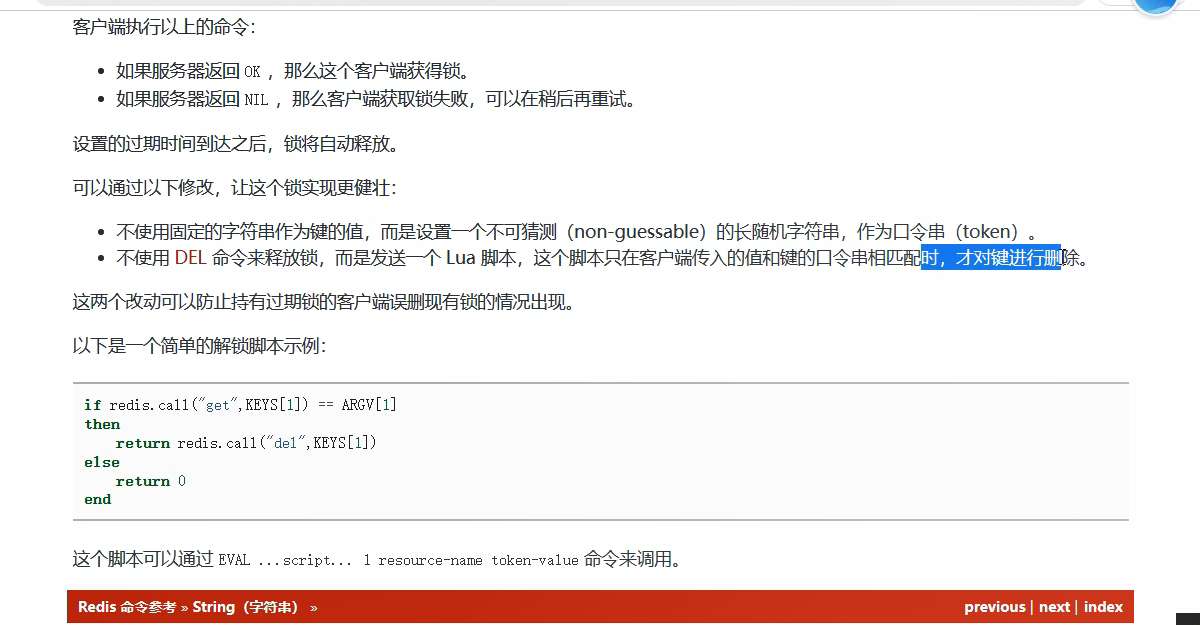 客户端执行以上的命令：
如果服务器返回 OK ，那么这个客户端获得锁。
如果服务器返回 NIL ，那么客户端获取锁失败，可以在稍后再重试。
设置的过期时间到达之后，锁将自动释放。
可以通过以下修改，让这个锁实现更健壮：
不使用固定的字符串作为键的值，而是设置一个不可猜测（non-guessable）的长随机字符串，作为口令串（token）。
不使用 DEL 命令来释放锁，而是发送一个 Lua 脚本，这个脚本只在客户端传入的值和键的口令串相匹配时，才对键进行删除。
这两个改动可以防止持有过期锁的客户端误删现有锁的情况出现。
以下是一个简单的解锁脚本示例：
if redis.call("get",KEYS[1]) == ARGV[1]
then
    return redis.call("del",KEYS[1])
else
    return 0
end
这个脚本可以通过 EVAL ...script... 1 resource-name token-value 命令来调用。
Redis 命令参考 » String（字符串） » previous | next | index